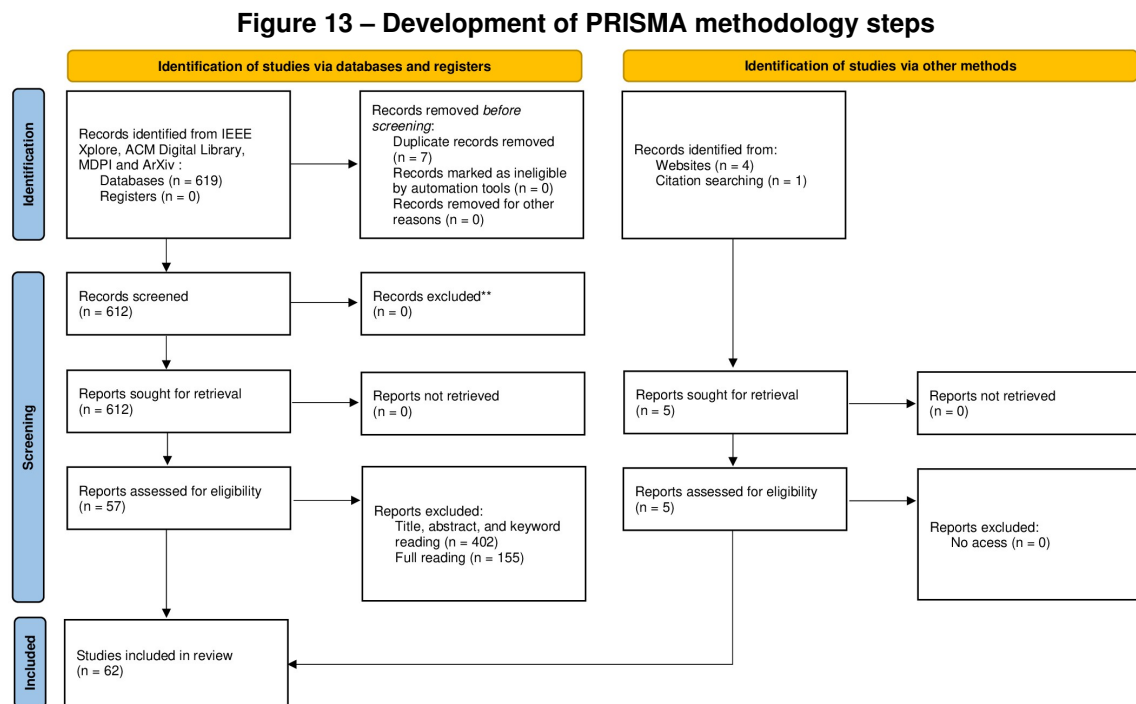 Figure 13 – Development of PRISMA methodology steps
Identification of studies via databases and registers
Identification of studies via other methods
Identification
Records identified from IEEE
Xplore, ACM Digital Library,
MDPI and ArXiv :
Databases (n = 619)
Registers (n = 0)
Records removed before
screening:
Duplicate records removed
(n = 7)
Records marked as ineligible
by automation tools (n = 0)
Records removed for other
reasons (n = 0)
Records identified from:
Websites (n = 4)
Citation searching (n = 1)
Screening
Records screened
(n = 612)
Records excluded**
(n = 0)
Reports sought for retrieval
(n = 612)
Reports not retrieved
(n = 0)
Reports sought for retrieval
(n = 5)
Reports not retrieved
(n = 0)
Reports assessed for eligibility
(n = 57)
Reports excluded:
Title, abstract, and keyword
reading (n = 402)
Full reading (n = 155)
Reports assessed for eligibility
(n = 5)
Reports excluded:
No acess (n = 0)
Included
Studies included in review
(n = 62)